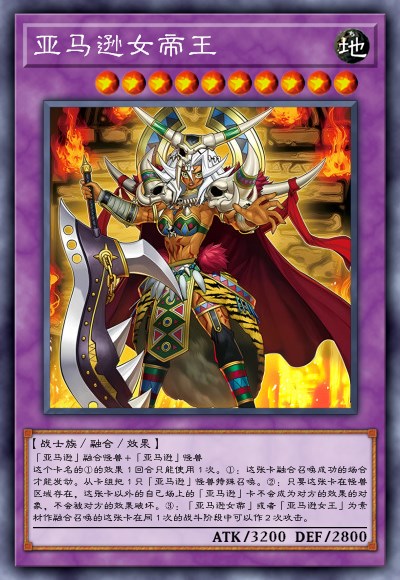 亚马逊女帝王
地
【战士族／融合／效果】
「亚马逊」融合怪兽＋「亚马逊」怪兽
这个卡名的①的效果1回合只能使用1次。①：这张卡融合召唤成功的场合
才能发动。从卡组把1只「亚马逊」怪兽特殊召唤。②：只要这张卡在怪兽
区域存在，这张卡以外的自己场上的「亚马逊」卡不会成为对方的效果的对
象，不会被对方的效果破坏。③：「亚马逊女帝」或者「亚马逊女王」为素
材作融合召唤的这张卡在同1次的战斗阶段中可以作2次攻击。
ATK/3200 DEF/2800